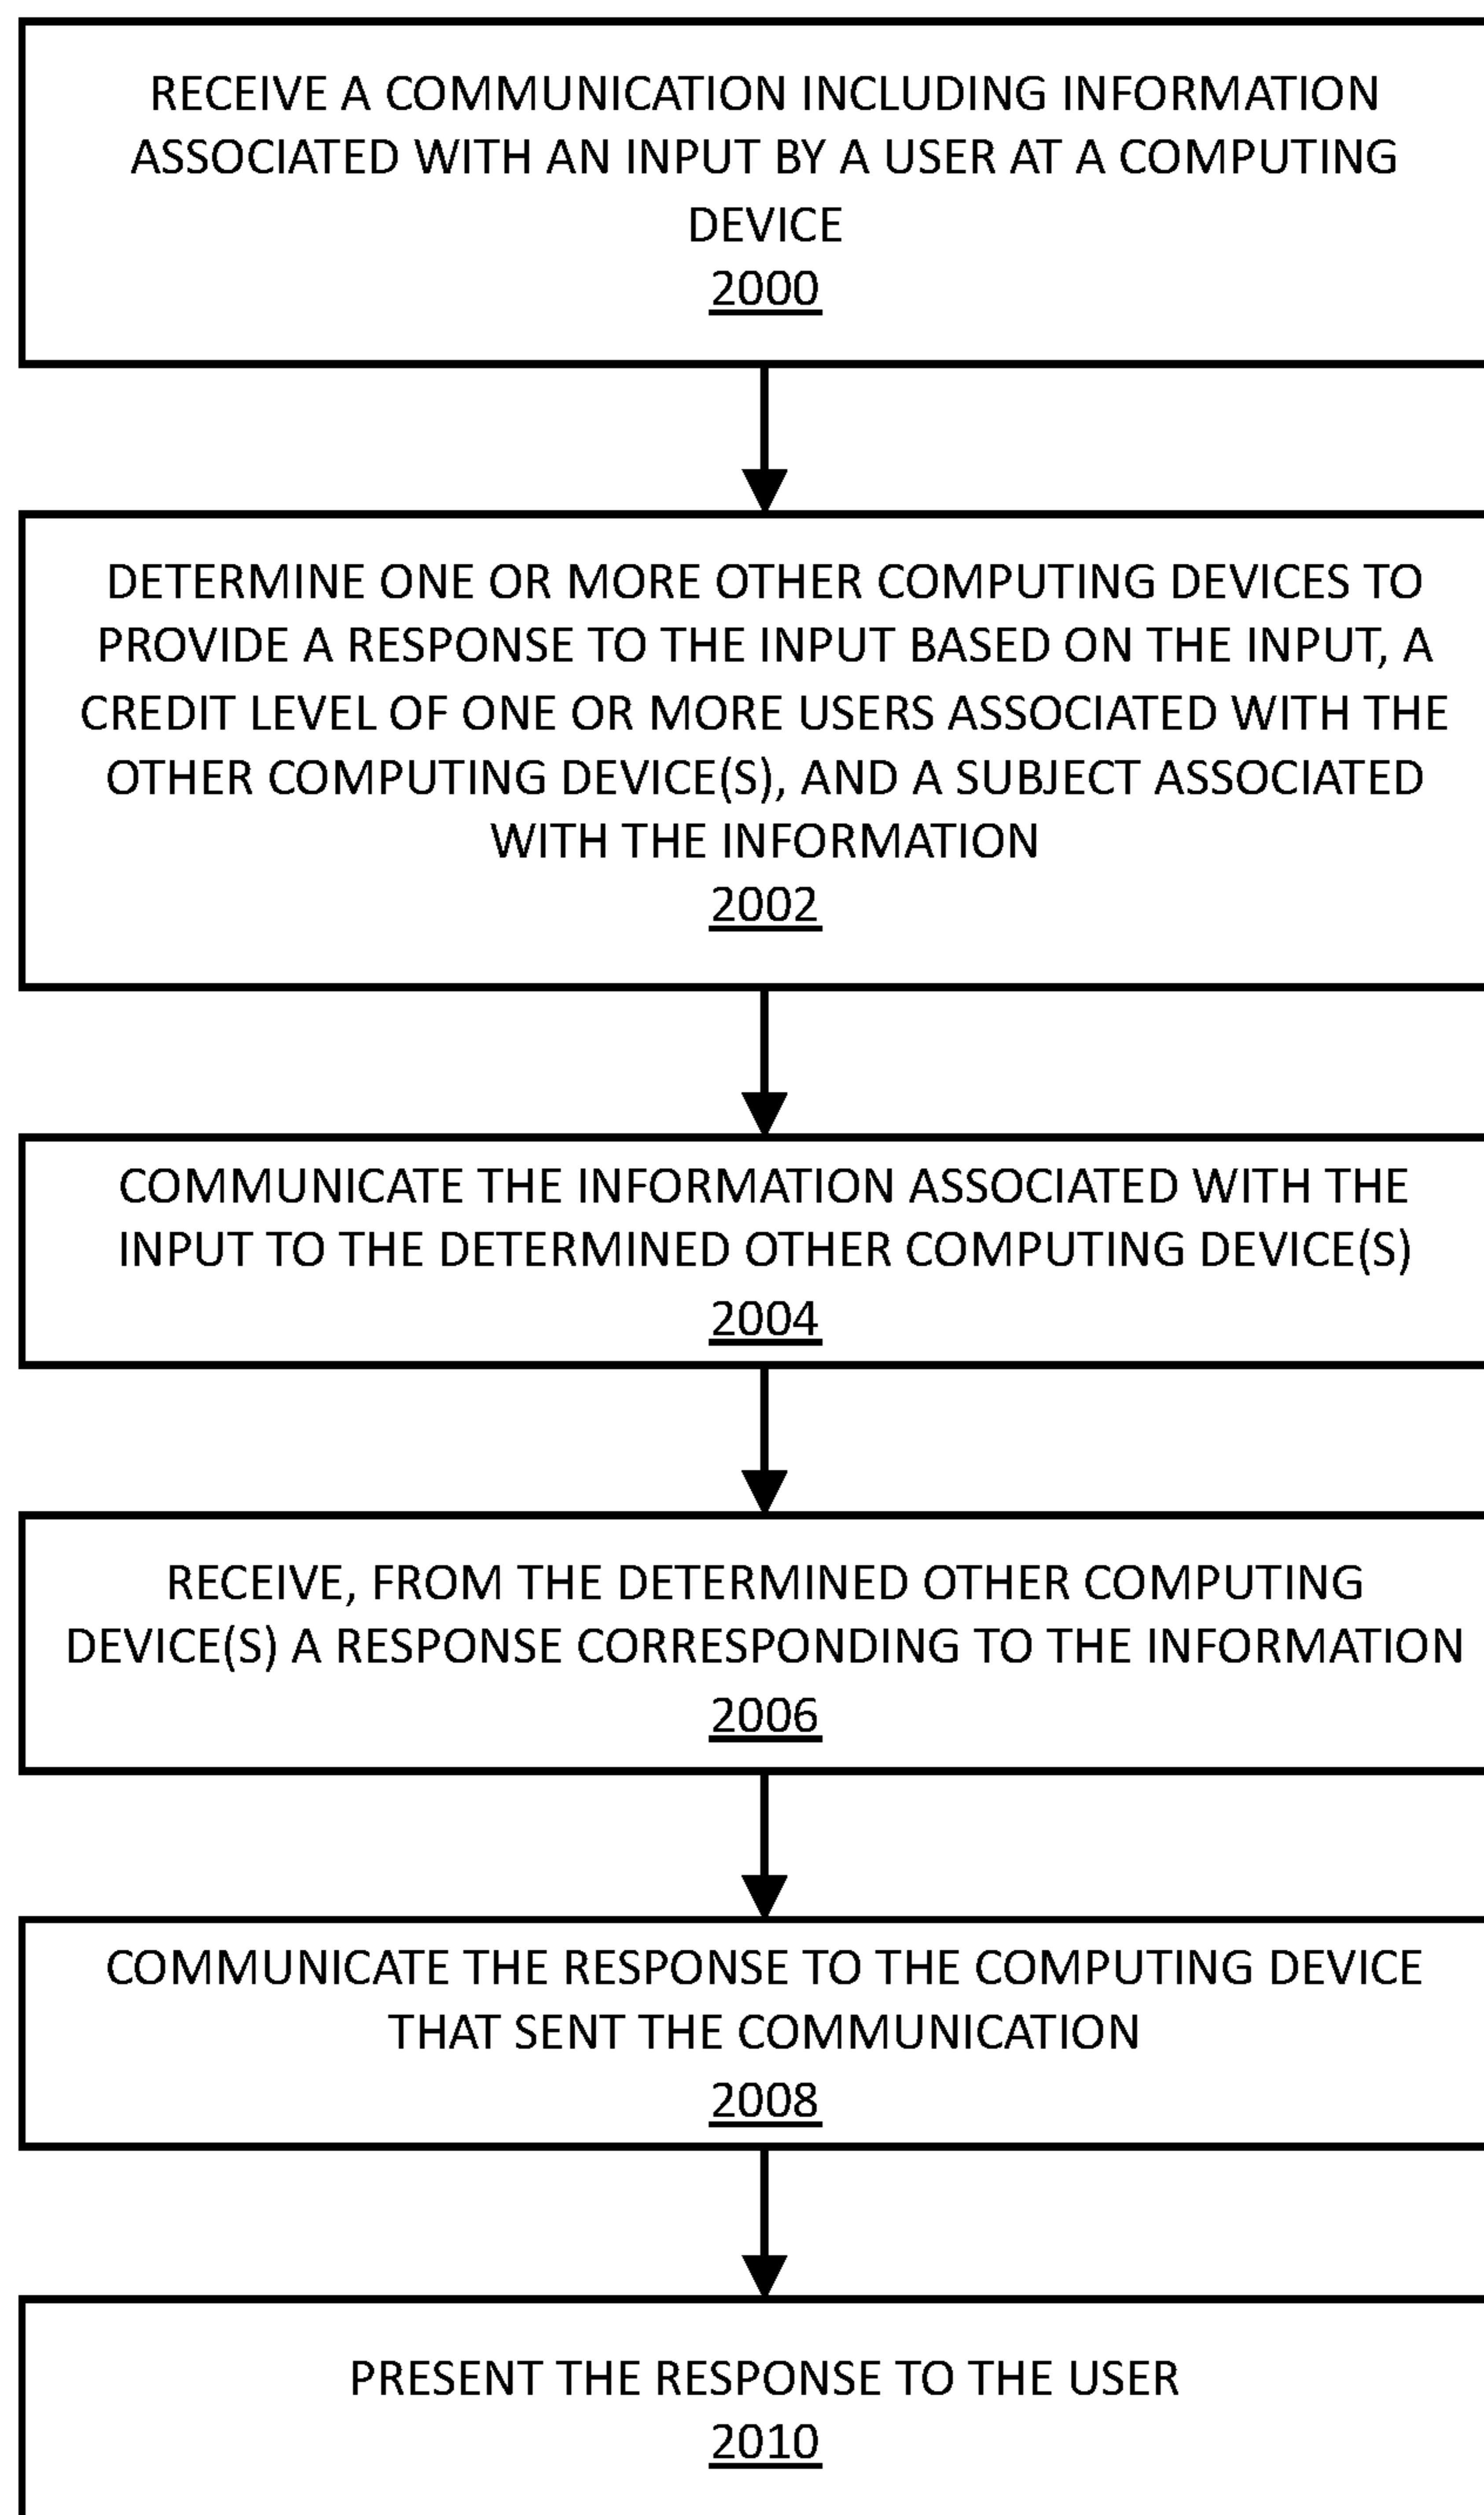 RECEIVE A COMMUNICATION INCLUDING INFORMATION
ASSOCIATED WITH AN INPUT BY A USER AT A COMPUTING
DEVICE
2000
DETERMINE ONE OR MORE OTHER COMPUTING DEVICES TO
PROVIDE A RESPONSE TO THE INPUT BASED ON THE INPUT, A
CREDIT LEVEL OF ONE OR MORE USERS ASSOCIATED WITH THE
OTHER COMPUTING DEVICE(S), AND A SUBJECT ASSOCIATED
WITH THE INFORMATION
2002
COMMUNICATE THE INFORMATION ASSOCIATED WITH THE
INPUT TO THE DETERMINED OTHER COMPUTING DEVICE(S)
2004
RECEIVE, FROM THE DETERMINED OTHER COMPUTING
DEVICE(S) A RESPONSE CORRESPONDING TO THE INFORMATION
2006
COMMUNICATE THE RESPONSE TO THE COMPUTING DEVICE
THAT SENT THE COMMUNICATION
2008
PRESENT THE RESPONSE TO THE USER
2010